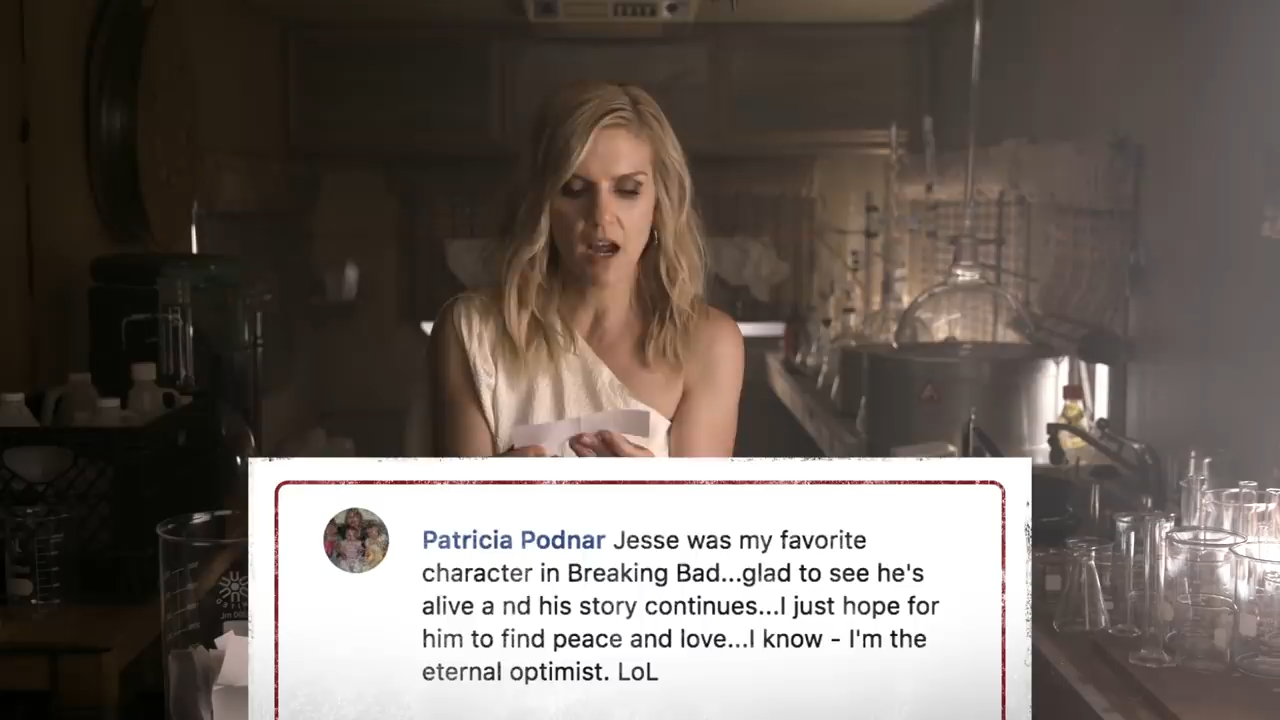 Patricia Podnar Jesse was my favorite
character in Breaking Bad...glad to see he's
alive a nd his story continues...I just hope for
him to find peace and love...I know - I'm the
eternal optimist. LoL